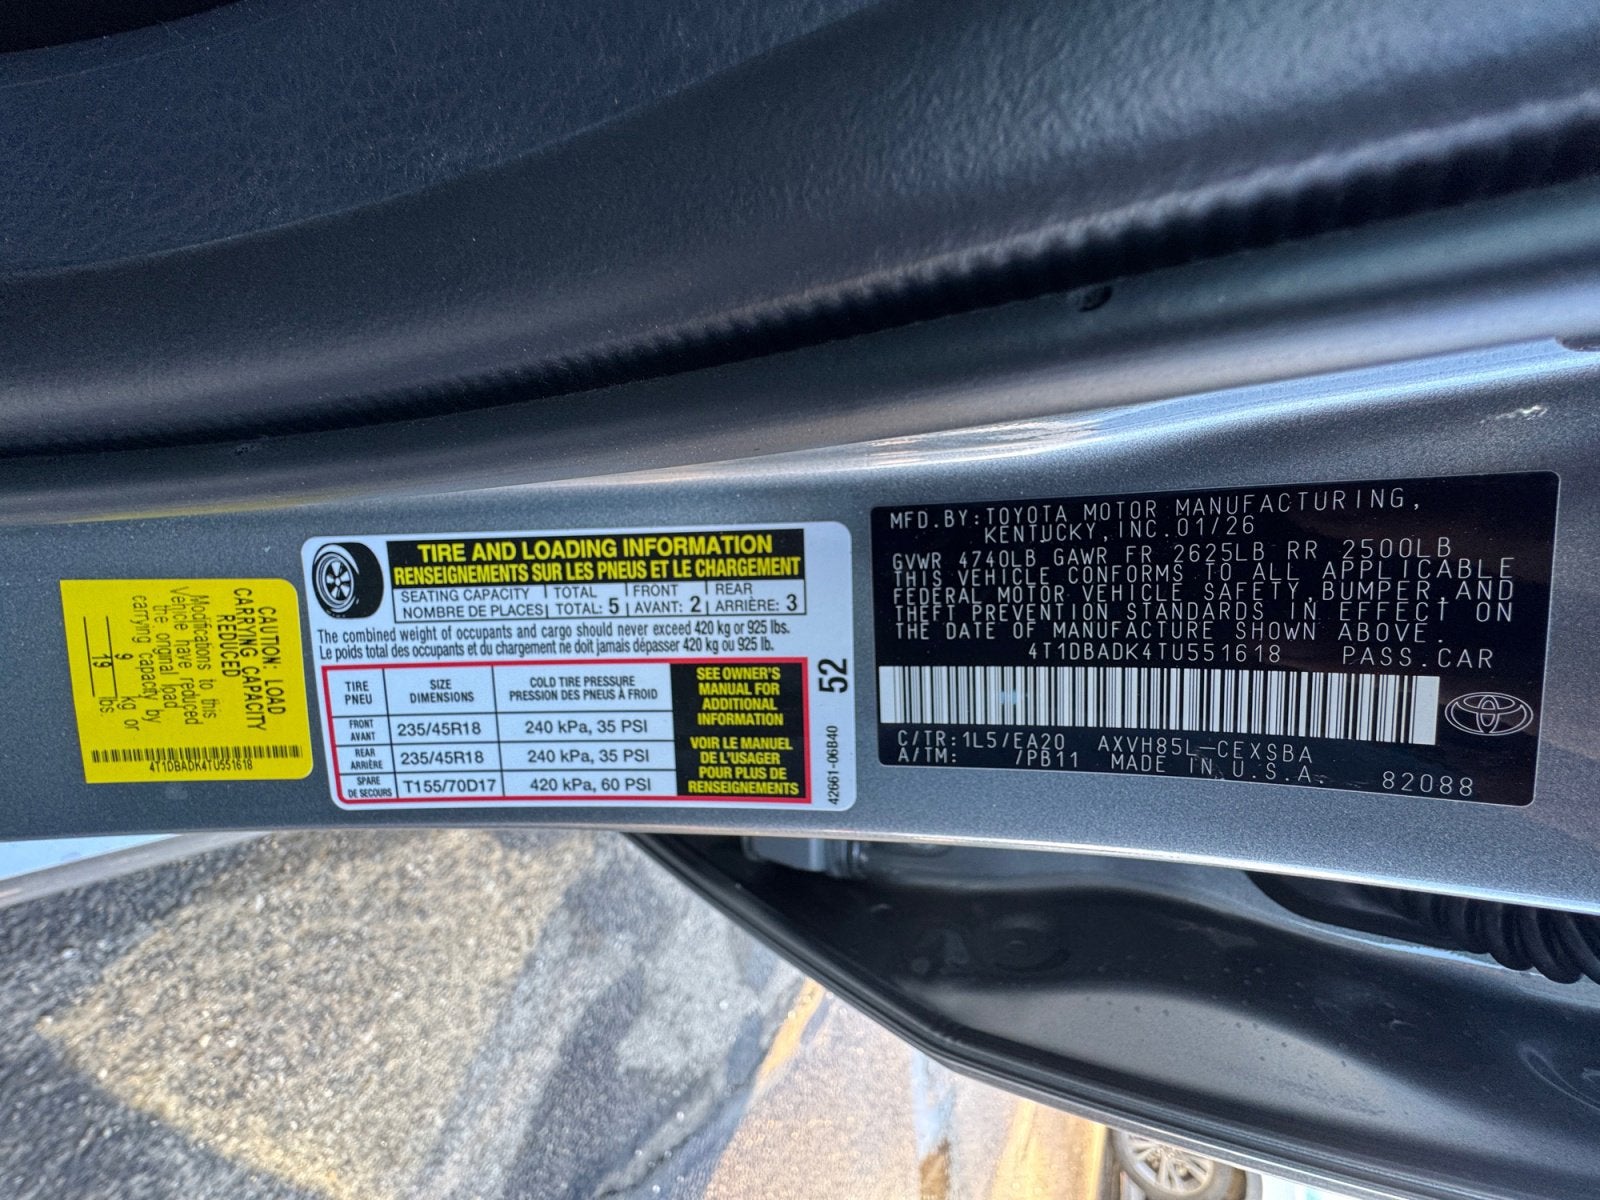 CAUTION: LOAD
CARRYING CAPACITY
REDUCED
Modifications to this
Vehicle have reduced
the original load
carrying capacity by
9 kg or
19 lbs
4T1DBADK4TU551618
TIRE AND LOADING INFORMATION
RENSEIGNEMENTS SUR LES PNEUS ET LE CHARGEMENT
SEATING CAPACITY | TOTAL | FRONT | REAR
NOMBRE DE PLACES | TOTAL: 5 | AVANT: 2 | ARRIÈRE: 3
The combined weight of occupants and cargo should never exceed 420 kg or 925 lbs.
Le poids total des occupants et du chargement ne doit jamais dépasser 420 kg ou 925 lb.
TIRE PNEU | SIZE DIMENSIONS | COLD TIRE PRESSURE PRESSION DES PNEUS À FROID
FRONT AVANT | 235/45R18 | 240 kPa, 35 PSI
REAR ARRIÈRE | 235/45R18 | 240 kPa, 35 PSI
SPARE DE SECOURS | T155/70D17 | 420 kPa, 60 PSI
SEE OWNER'S
MANUAL FOR
ADDITIONAL
INFORMATION
VOIR LE MANUEL
DE L'USAGER
POUR PLUS DE
RENSEIGNEMENTS
52
42661-06B40
MFD.BY:TOYOTA MOTOR MANUFACTURING,
KENTUCKY,INC.01/26
GVWR 4740LB GAWR FR 2625LB RR 2500LB
THIS VEHICLE CONFORMS TO ALL APPLICABLE
FEDERAL MOTOR VEHICLE SAFETY,BUMPER,AND
THEFT PREVENTION STANDARDS IN EFFECT ON
THE DATE OF MANUFACTURE SHOWN ABOVE.
4T1DBADK4TU551618 PASS.CAR
C/TR:1L5/EA20 AXVH85L-CEXSBA
A/TM: /PB11 MADE IN U.S.A. 82088